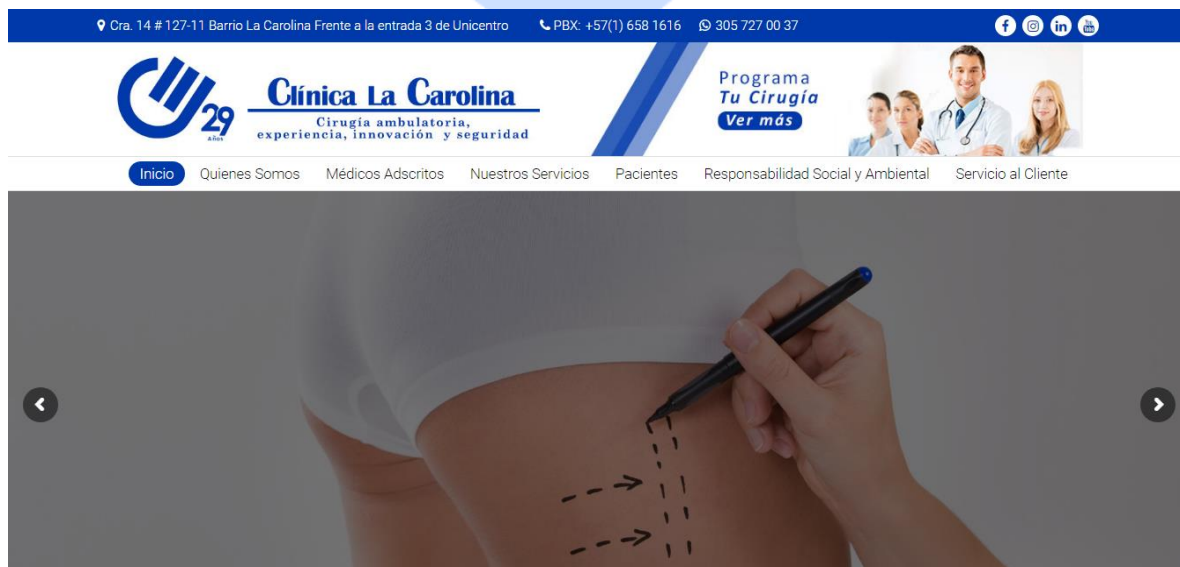 Cra. 14 # 127-11 Barrio La Carolina Frente a la entrada 3 de Unicentro PBX: +57(1) 658 1616 305 727 00 37
29
Años
Clínica La Carolina
Cirugía ambulatoria,
experiencia, innovación y seguridad
Programa
Tu Cirugía
Ver más
Inicio Quienes Somos Médicos Adscritos Nuestros Servicios Pacientes Responsabilidad Social y Ambiental Servicio al Cliente